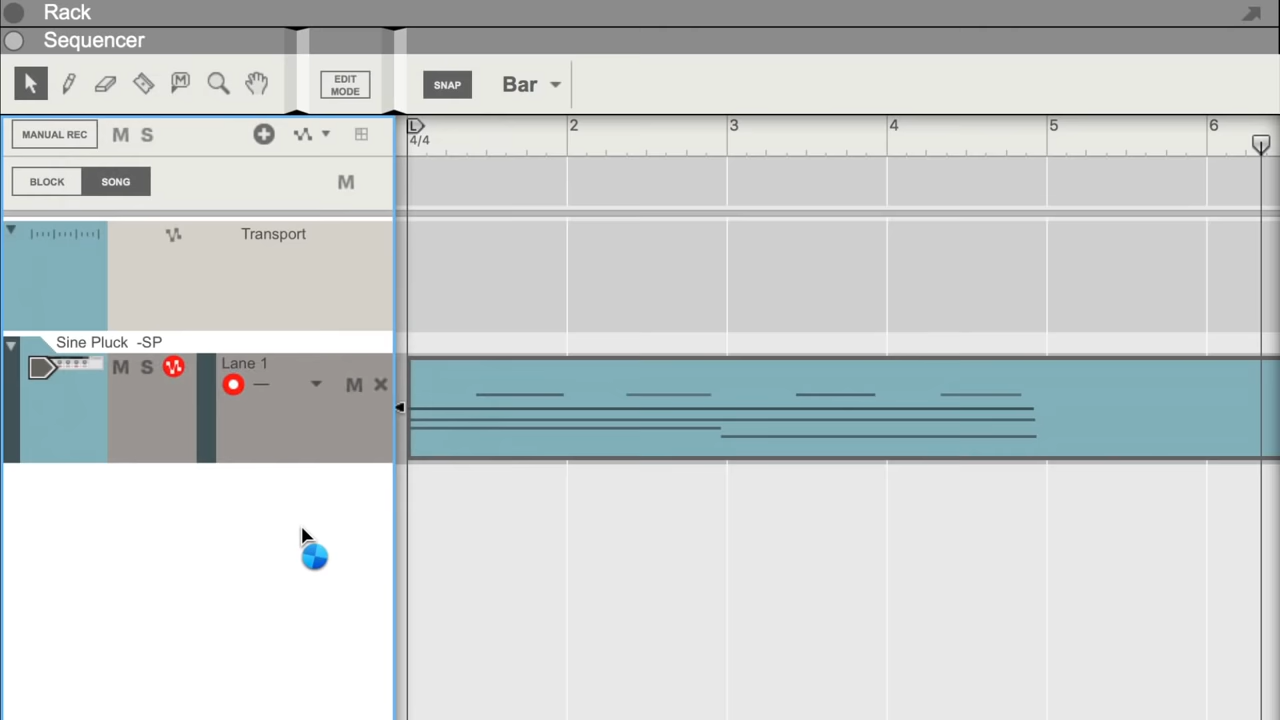 Rack
Sequencer
M
EDIT
MODE
SNAP
Bar
MANUAL REC
M S
L
2
3
4
5
6
4/4
BLOCK
SONG
M
Transport
Sine Pluck -SP
M S
Lane 1
M